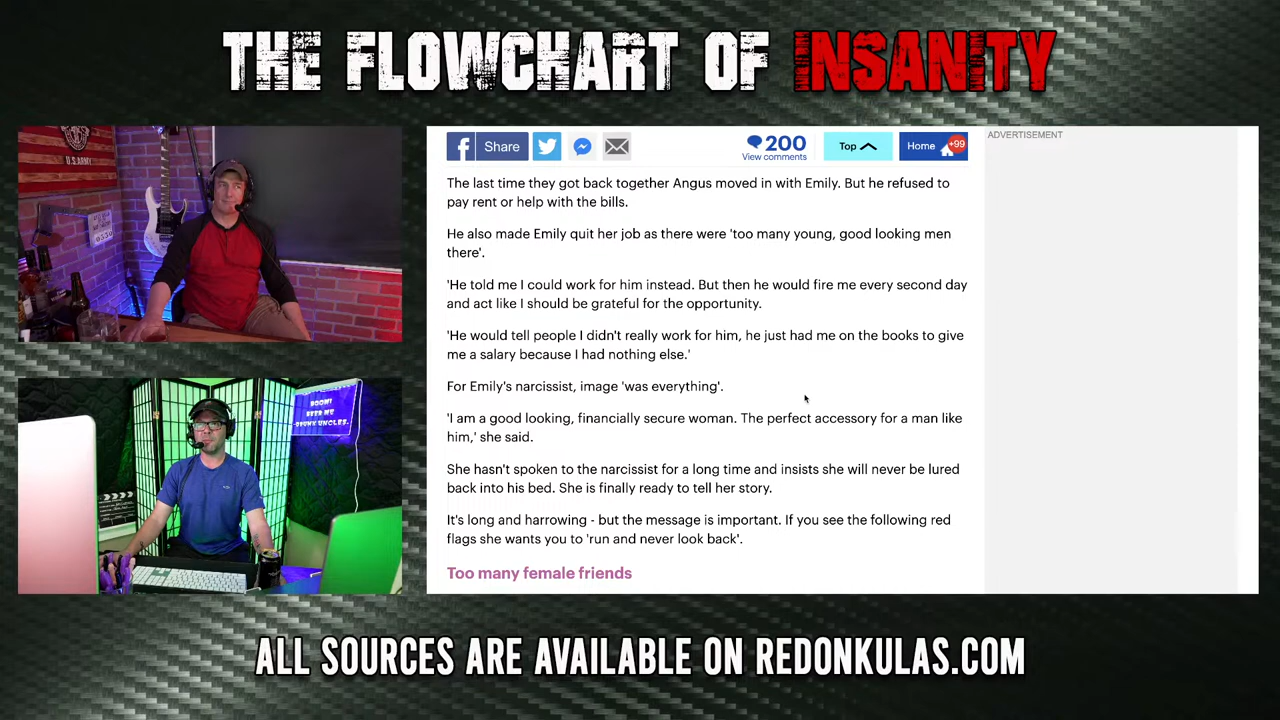 THE FLOWCHART OF INSANITY
U.S.ARMY
BOOM!
BEER ME
DRUNK UNCLES.
f Share
200
View comments
Top
Home
+99
ADVERTISEMENT
The last time they got back together Angus moved in with Emily. But he refused to
pay rent or help with the bills.
He also made Emily quit her job as there were 'too many young, good looking men
there'.
'He told me I could work for him instead. But then he would fire me every second day
and act like I should be grateful for the opportunity.
'He would tell people I didn't really work for him, he just had me on the books to give
me a salary because I had nothing else.'
For Emily's narcissist, image 'was everything'.
'I am a good looking, financially secure woman. The perfect accessory for a man like
him,' she said.
She hasn't spoken to the narcissist for a long time and insists she will never be lured
back into his bed. She is finally ready to tell her story.
It's long and harrowing - but the message is important. If you see the following red
flags she wants you to 'run and never look back'.
Too many female friends
ALL SOURCES ARE AVAILABLE ON REDONKULAS.COM